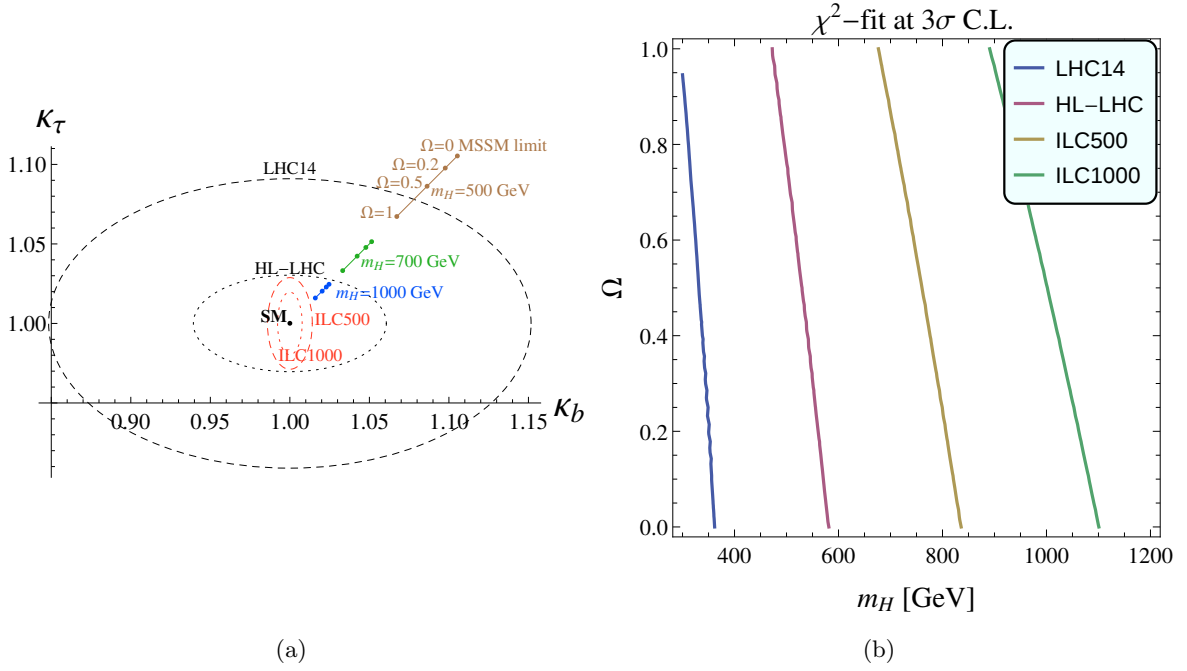 κτ
1.10
1.05
1.00
0.90
0.95
1.00
1.05
1.10
1.15
κb
LHC14
HL−LHC
SM
ILC500
ILC1000
Ω=0 MSSM limit
Ω=0.2
Ω=0.5
mH=500 GeV
Ω=1
mH=700 GeV
mH=1000 GeV
(a)
χ²−fit at 3σ C.L.
LHC14
HL−LHC
ILC500
ILC1000
Ω
1.0
0.8
0.6
0.4
0.2
0.0
400
600
800
1000
1200
mH [GeV]
(b)